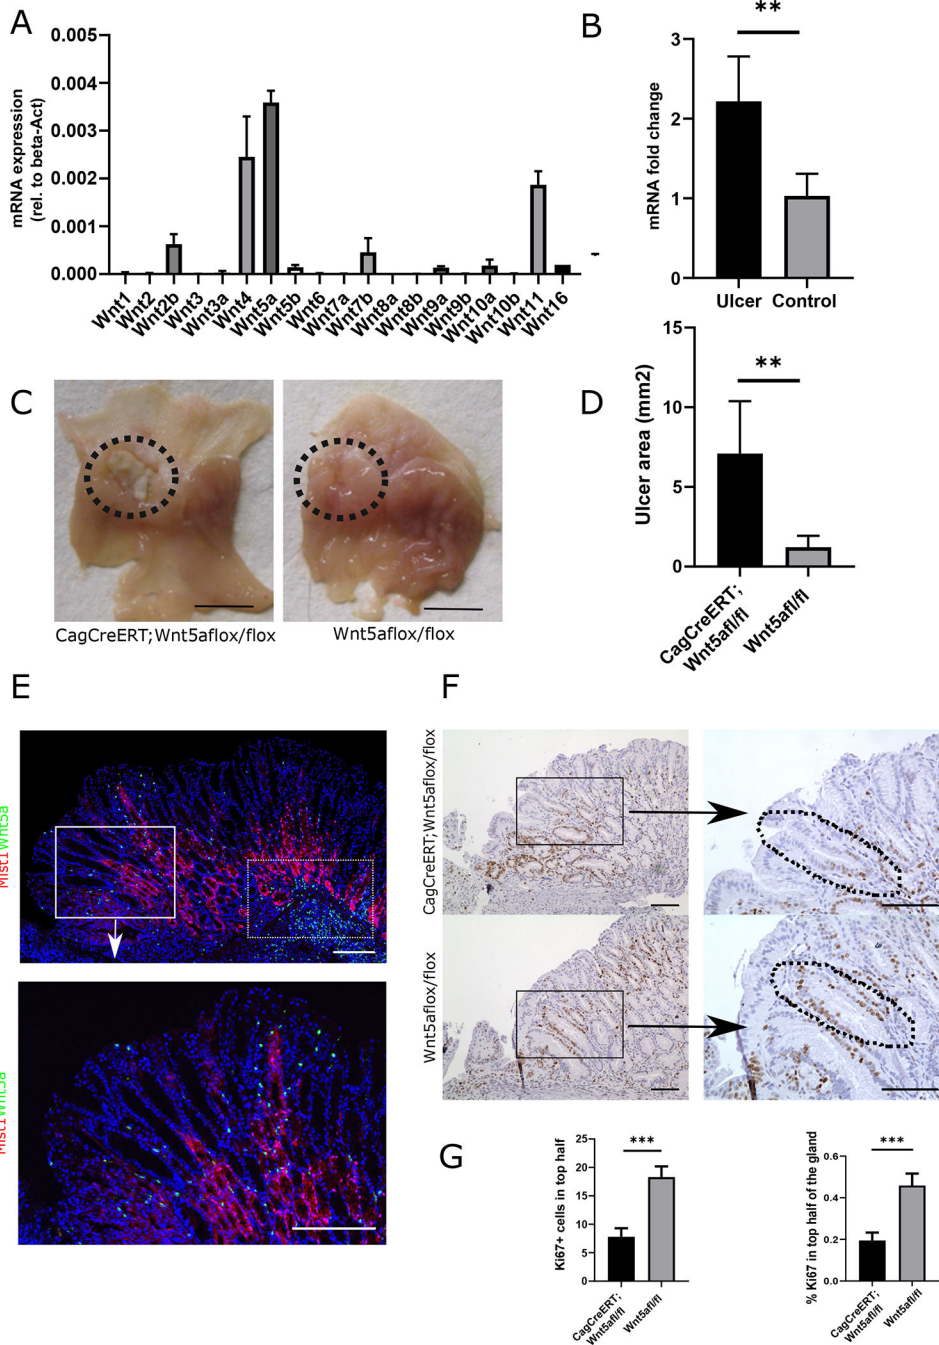 A
mRNA expression
(rel. to beta-Act)
0.005
0.004
0.003
0.002
0.001
0.000
Wnt1
Wnt2
Wnt2b
Wnt3
Wnt3a
Wnt4
Wnt5a
Wnt5b
Wnt6
Wnt7a
Wnt7b
Wnt8a
Wnt8b
Wnt9a
Wnt9b
Wnt10a
Wnt10b
Wnt11
Wnt16
B
**
mRNA fold change
3
2
1
0
Ulcer
Control
C
CagCreERT;Wnt5aflox/flox
Wnt5aflox/flox
D
**
Ulcer area (mm2)
15
10
5
0
CagCreERT;
Wnt5afl/fl
Wnt5afl/fl
E
Mist1Wnt5a
Mist1Wnt5a
F
CagCreERT;Wnt5aflox/flox
Wnt5aflox/flox
G
***
Ki67+ cells in top half
25
20
15
10
5
0
CagCreERT;
Wnt5afl/fl
Wnt5afl/fl
***
% Ki67 in top half of the gland
0.6
0.4
0.2
0.0
CagCreERT;
Wnt5afl/fl
Wnt5afl/fl